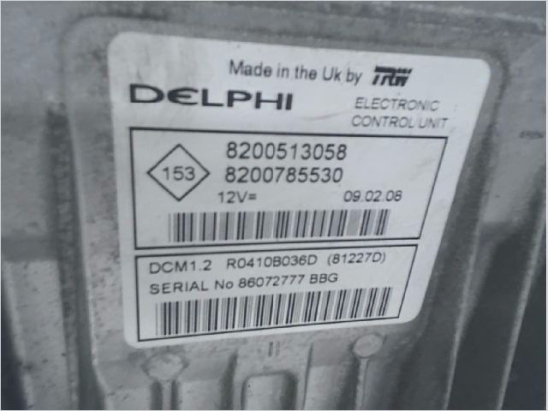 Made in the Uk by TRW
DELPHI
ELECTRONIC
CONTROL UNIT
153
8200513058
8200785530
12V=
09.02.08
DCM1.2 R0410B036D (81227D)
SERIAL No 86072777 BBG